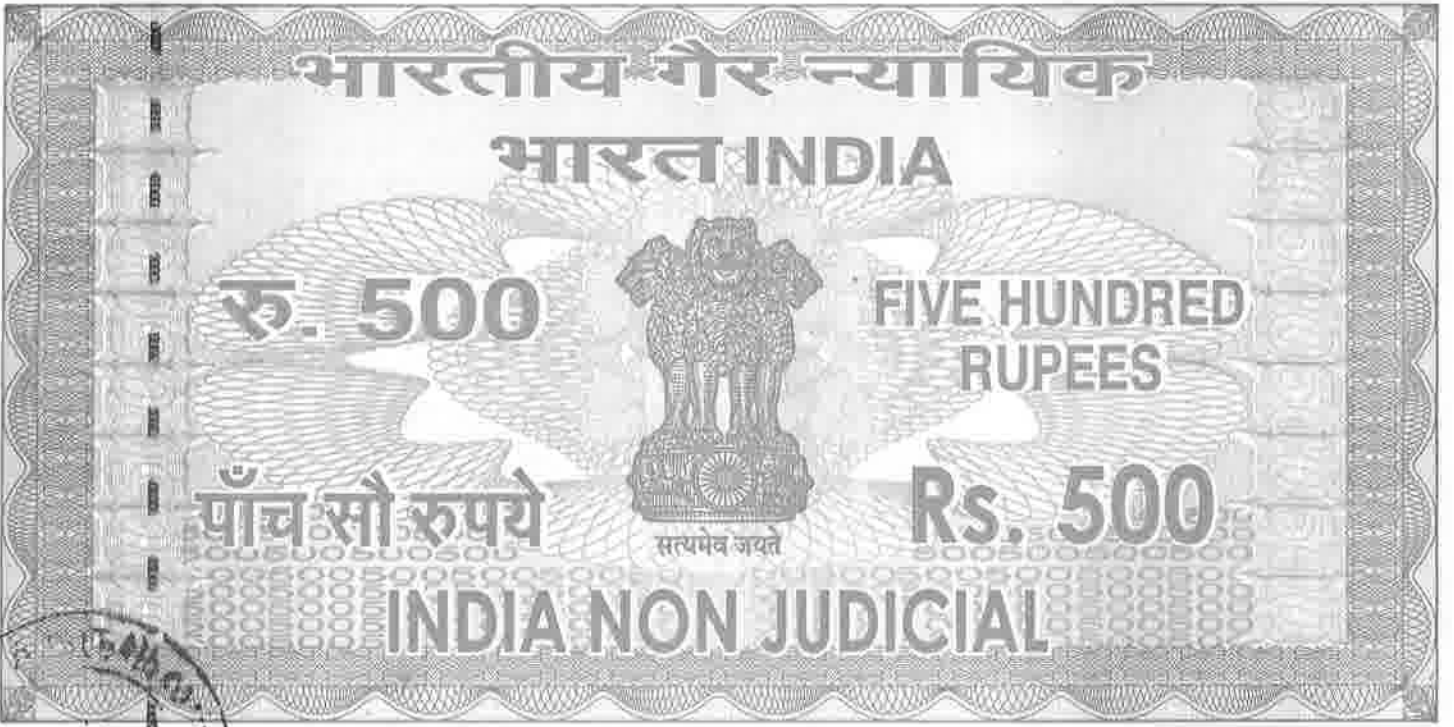 भारतीय गैर न्यायिक
भारत INDIA
रु. 500
FIVE HUNDRED
RUPEES
पाँच सौ रुपये
Rs. 500
सत्यमेव जयते
INDIA NON JUDICIAL